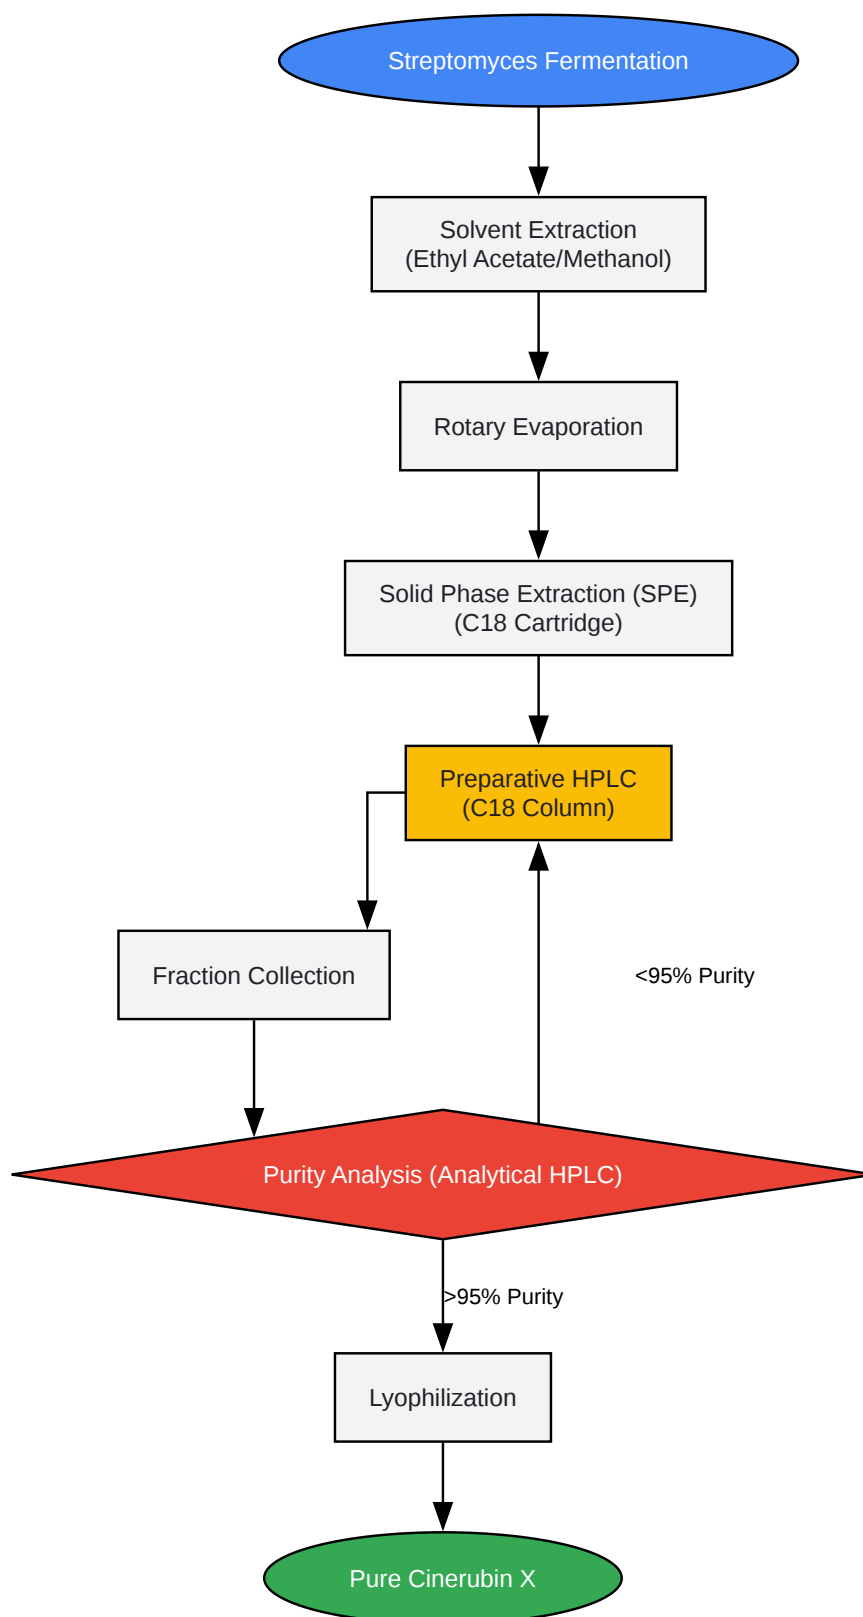 Streptomyces Fermentation
Solvent Extraction
(Ethyl Acetate/Methanol)
Rotary Evaporation
Solid Phase Extraction (SPE)
(C18 Cartridge)
Preparative HPLC
(C18 Column)
Fraction Collection
<95% Purity
Purity Analysis (Analytical HPLC)
>95% Purity
Lyophilization
Pure Cinerubin X